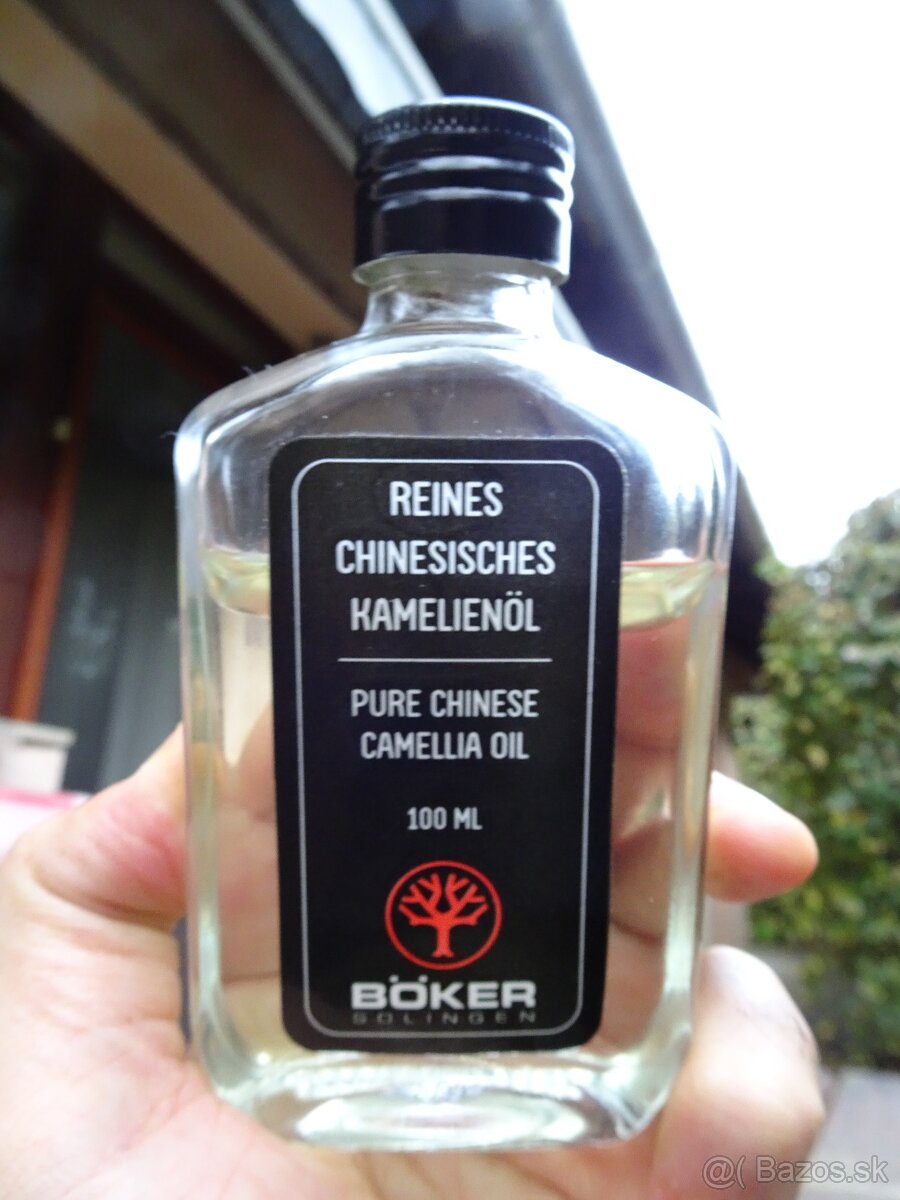 REINES
CHINESISCHES
KAMELIENÖL
PURE CHINESE
CAMELLIA OIL
100 ML
BÖKER
SOLINGEN
@( Bazos.sk